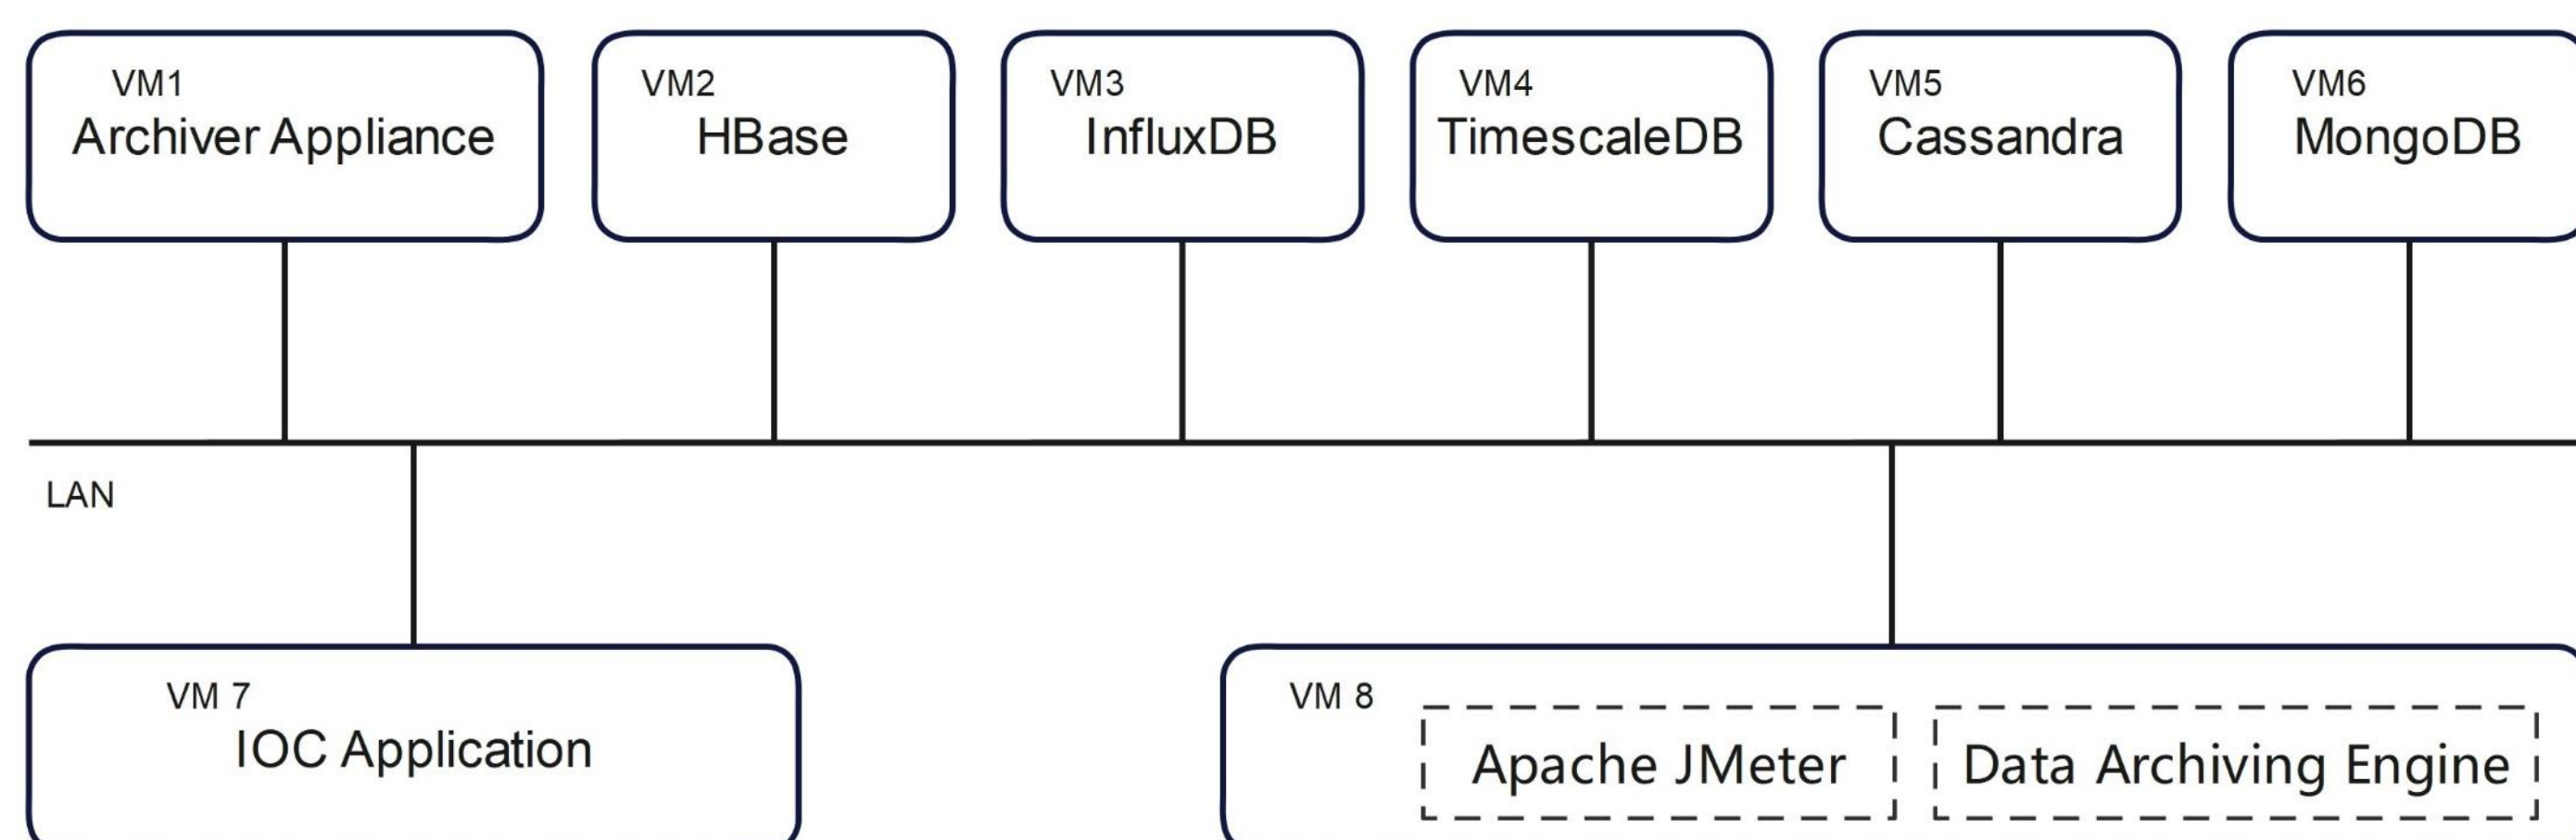 VM1
Archiver Appliance
VM2
HBase
VM3
InfluxDB
VM4
TimescaleDB
VM5
Cassandra
VM6
MongoDB
LAN
VM 7
IOC Application
VM 8
Apache JMeter
Data Archiving Engine